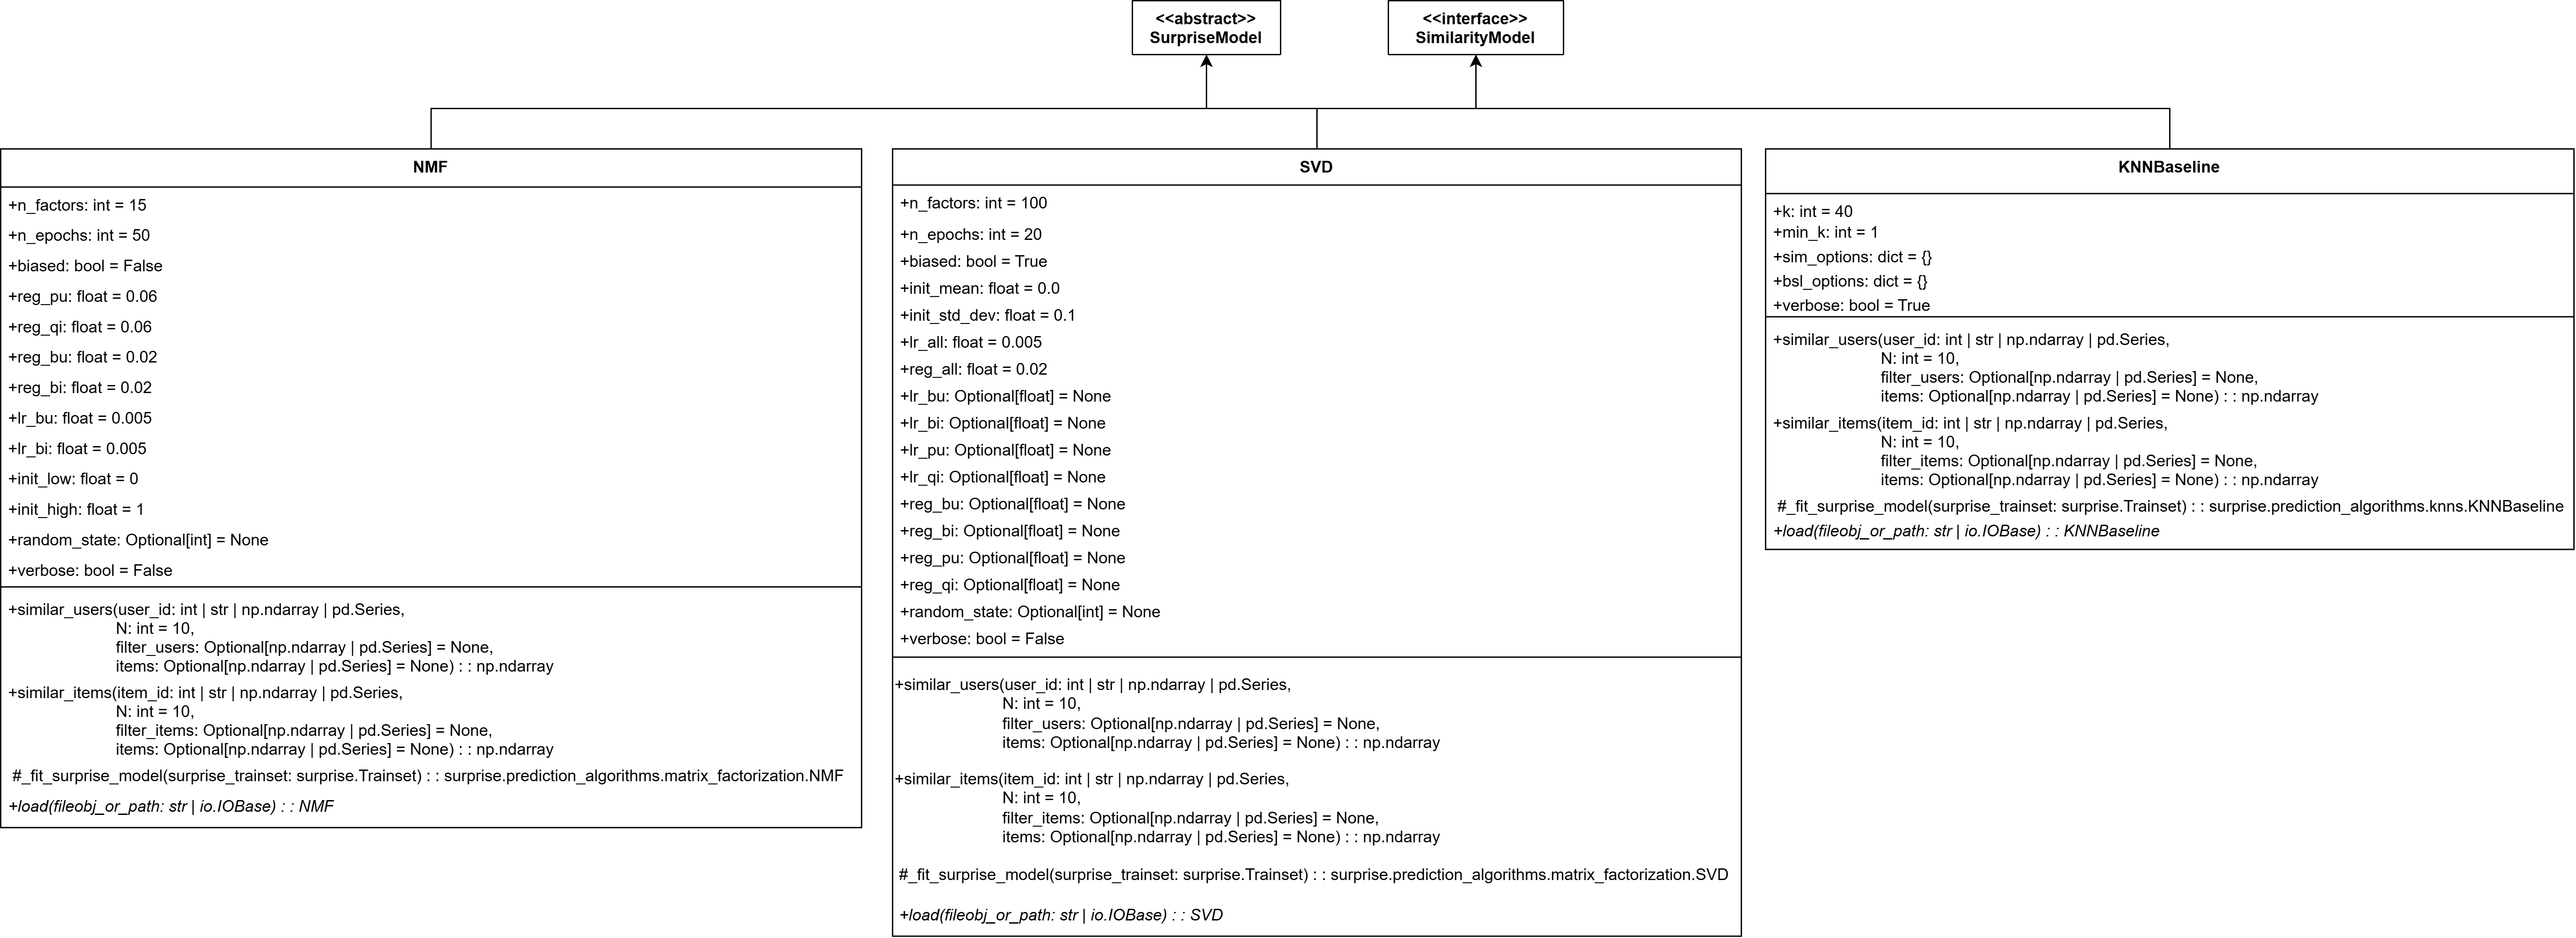 <<abstract>>
SurpriseModel
<<interface>>
SimilarityModel
NMF
+n_factors: int = 15
+n_epochs: int = 50
+biased: bool = False
+reg_pu: float = 0.06
+reg_qi: float = 0.06
+reg_bu: float = 0.02
+reg_bi: float = 0.02
+lr_bu: float = 0.005
+lr_bi: float = 0.005
+init_low: float = 0
+init_high: float = 1
+random_state: Optional[int] = None
+verbose: bool = False
+similar_users(user_id: int | str | np.ndarray | pd.Series,
N: int = 10,
filter_users: Optional[np.ndarray | pd.Series] = None,
items: Optional[np.ndarray | pd.Series] = None) : : np.ndarray
+similar_items(item_id: int | str | np.ndarray | pd.Series,
N: int = 10,
filter_items: Optional[np.ndarray | pd.Series] = None,
items: Optional[np.ndarray | pd.Series] = None) : : np.ndarray
#_fit_surprise_model(surprise_trainset: surprise.Trainset) : : surprise.prediction_algorithms.matrix_factorization.NMF
+load(fileobj_or_path: str | io.IOBase) : : NMF
SVD
+n_factors: int = 100
+n_epochs: int = 20
+biased: bool = True
+init_mean: float = 0.0
+init_std_dev: float = 0.1
+lr_all: float = 0.005
+reg_all: float = 0.02
+lr_bu: Optional[float] = None
+lr_bi: Optional[float] = None
+lr_pu: Optional[float] = None
+lr_qi: Optional[float] = None
+reg_bu: Optional[float] = None
+reg_bi: Optional[float] = None
+reg_pu: Optional[float] = None
+reg_qi: Optional[float] = None
+random_state: Optional[int] = None
+verbose: bool = False
+similar_users(user_id: int | str | np.ndarray | pd.Series,
N: int = 10,
filter_users: Optional[np.ndarray | pd.Series] = None,
items: Optional[np.ndarray | pd.Series] = None) : : np.ndarray
+similar_items(item_id: int | str | np.ndarray | pd.Series,
N: int = 10,
filter_items: Optional[np.ndarray | pd.Series] = None,
items: Optional[np.ndarray | pd.Series] = None) : : np.ndarray
#_fit_surprise_model(surprise_trainset: surprise.Trainset) : : surprise.prediction_algorithms.matrix_factorization.SVD
+load(fileobj_or_path: str | io.IOBase) : : SVD
KNNBaseline
+k: int = 40
+min_k: int = 1
+sim_options: dict = {}
+bsl_options: dict = {}
+verbose: bool = True
+similar_users(user_id: int | str | np.ndarray | pd.Series,
N: int = 10,
filter_users: Optional[np.ndarray | pd.Series] = None,
items: Optional[np.ndarray | pd.Series] = None) : : np.ndarray
+similar_items(item_id: int | str | np.ndarray | pd.Series,
N: int = 10,
filter_items: Optional[np.ndarray | pd.Series] = None,
items: Optional[np.ndarray | pd.Series] = None) : : np.ndarray
#_fit_surprise_model(surprise_trainset: surprise.Trainset) : : surprise.prediction_algorithms.knns.KNNBaseline
+load(fileobj_or_path: str | io.IOBase) : : KNNBaseline